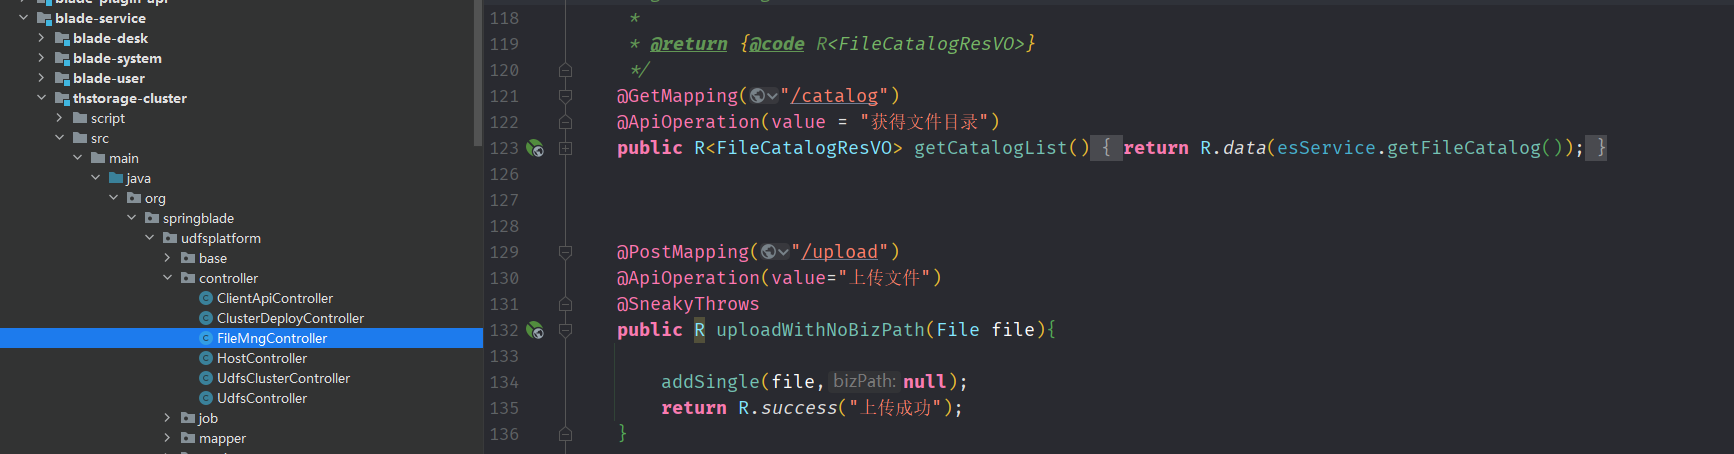 blade-service
blade-desk
blade-system
blade-user
thstorage-cluster
script
src
main
java
org
springblade
udfsplatform
base
controller
ClientApiController
ClusterDeployController
FileMngController
HostController
UdfsClusterController
UdfsController
job
mapper
118 *
119 * @return {@code R<FileCatalogResVO>}
120 */
121 @GetMapping("/catalog")
122 @ApiOperation(value = "获得文件目录")
123 public R<FileCatalogResVO> getCatalogList() { return R.data(esService.getFileCatalog()); }
126
127
128
129 @PostMapping("/upload")
130 @ApiOperation(value="上传文件")
131 @SneakyThrows
132 public R uploadWithNoBizPath(File file){
133
134 addSingle(file, bizPath: null);
135 return R.success("上传成功");
136 }